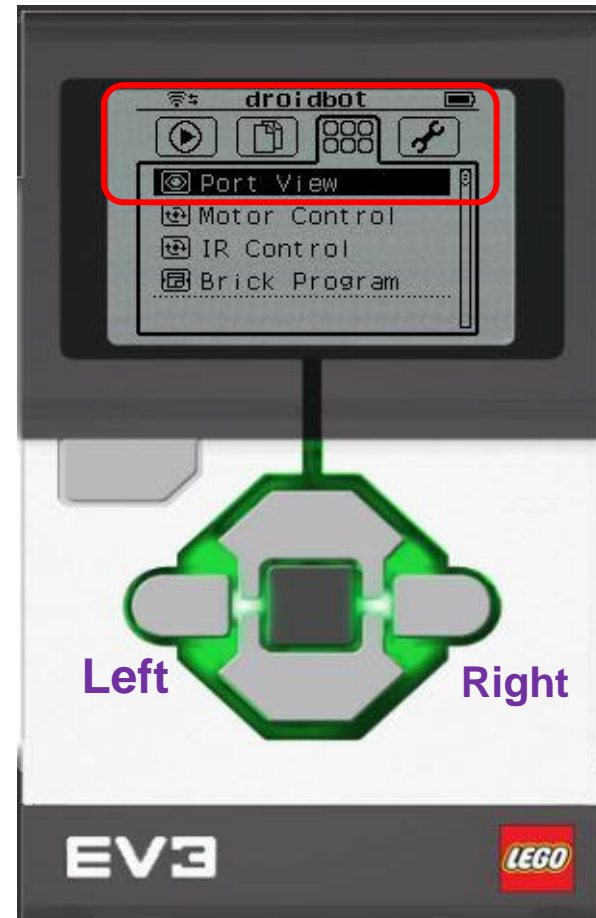 droidbot
Port View
Motor Control
IR Control
Brick Program
Left
Right
EV3
LEGO